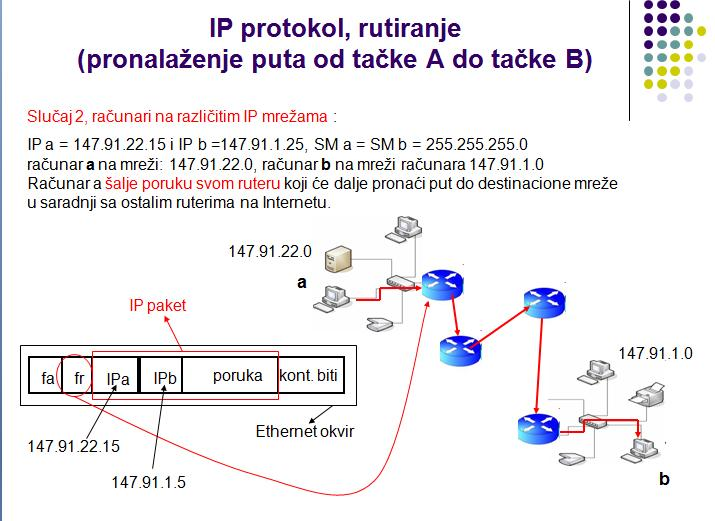 IP protokol, rutiranje
(pronalaženje puta od tačke A do tačke B)
Slučaj 2, računari na različitim IP mrežama :
IP a = 147.91.22.15 i IP b =147.91.1.25, SM a = SM b = 255.255.255.0
računar a na mreži: 147.91.22.0, računar b na mreži računara 147.91.1.0
Računar a šalje poruku svom ruteru koji će dalje pronaći put do destinacione mreže
u saradnji sa ostalim ruterima na Internetu.
147.91.22.0
a
IP paket
147.91.1.0
fa fr IPa IPb poruka kont. biti
Ethernet okvir
147.91.22.15
147.91.1.5
b